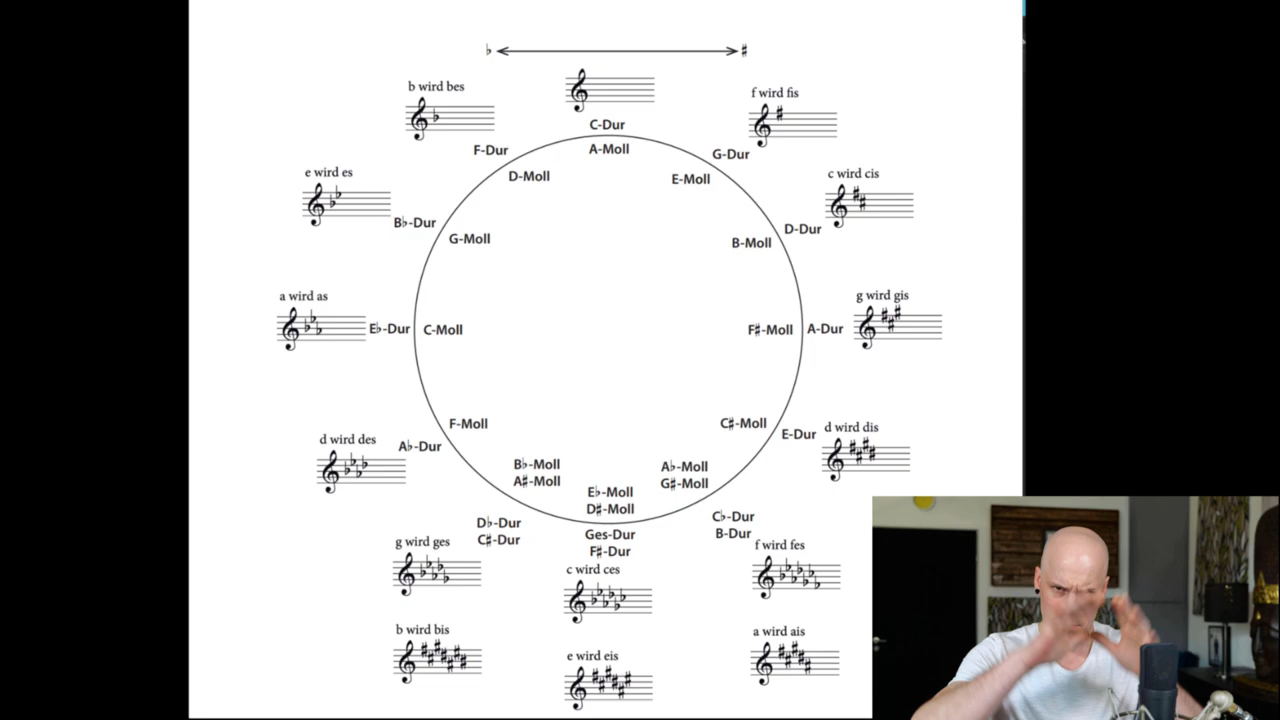 ♭ ♯
C-Dur
A-Moll
f wird fis
G-Dur
E-Moll
c wird cis
D-Dur
B-Moll
g wird gis
A-Dur
F♯-Moll
d wird dis
E-Dur
C♯-Moll
C♭-Dur
B-Dur
A♭-Moll
G♯-Moll
f wird fes
a wird ais
Ges-Dur
F♯-Dur
E♭-Moll
D♯-Moll
c wird ces
e wird eis
D♭-Dur
C♯-Dur
B♭-Moll
A♯-Moll
g wird ges
b wird bis
d wird des
A♭-Dur
F-Moll
a wird as
E♭-Dur
C-Moll
e wird es
B♭-Dur
G-Moll
b wird bes
F-Dur
D-Moll